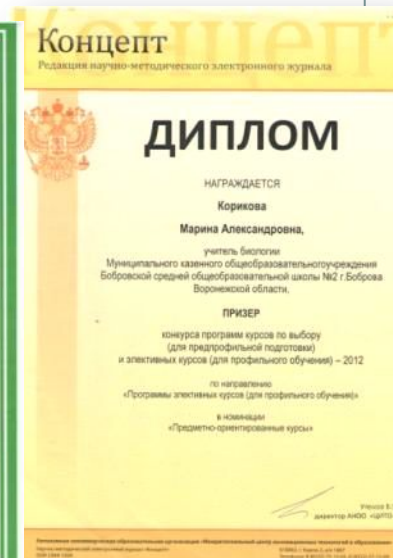 Концепт
Редакция научно-методического электронного журнала
ДИПЛОМ
НАГРАЖДАЕТСЯ
Корикова
Марина Александровна,
учитель биологии
Муниципального казенного общеобразовательногоучреждения
Бобровской средней общеобразовательной школы №2 г.Боброва
Воронежской области,
ПРИЗЕР
конкурса программ курсов по выбору
(для предпрофильной подготовки)
и элективных курсов (для профильного обучения) – 2012
по направлению
«Программы элективных курсов (для профильного обучения)»
в номинации
«Предметно-ориентированные курсы»
директор АНОО